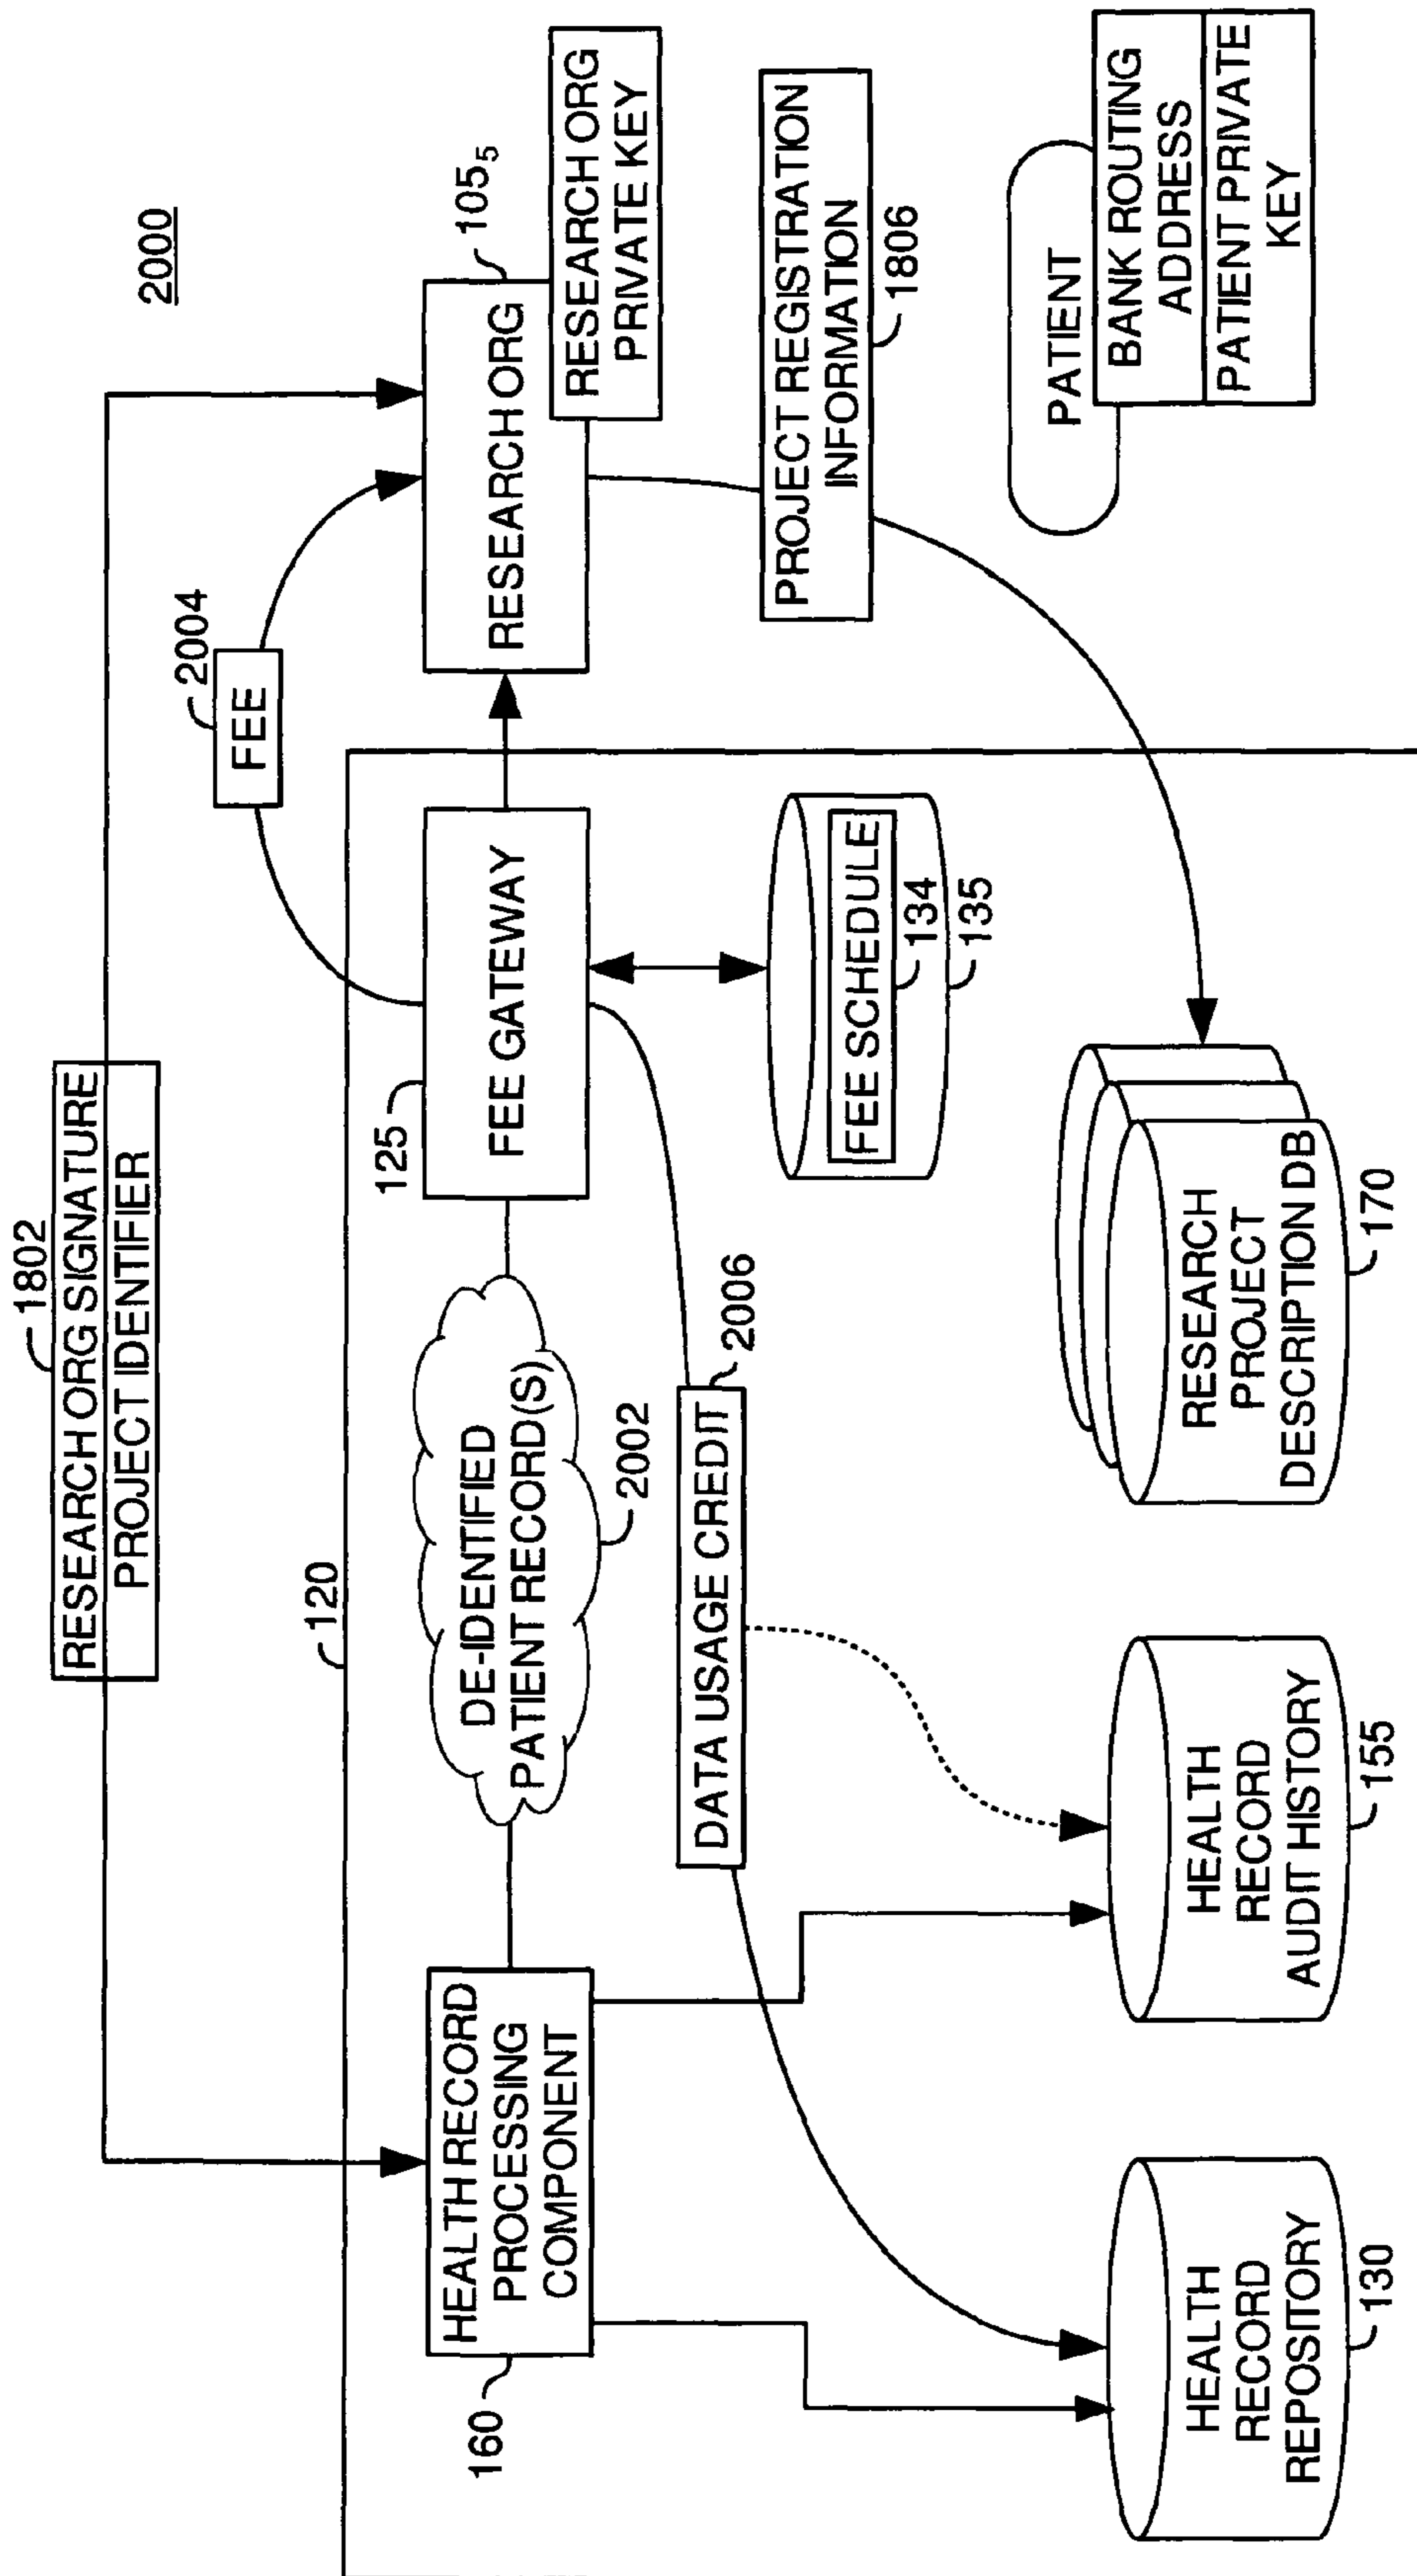 2000
1802
RESEARCH ORG SIGNATURE
PROJECT IDENTIFIER
2004
FEE
120
160
HEALTH RECORD
PROCESSING
COMPONENT
DE-IDENTIFIED
PATIENT RECORD(S)
2002
125
FEE GATEWAY
RESEARCH ORG
105₅
RESEARCH ORG
PRIVATE KEY
DATA USAGE CREDIT
2006
FEE SCHEDULE
134
135
PROJECT REGISTRATION
INFORMATION
1806
HEALTH
RECORD
REPOSITORY
130
HEALTH
RECORD
AUDIT HISTORY
155
RESEARCH
PROJECT
DESCRIPTION DB
170
PATIENT
BANK ROUTING
ADDRESS
PATIENT PRIVATE
KEY